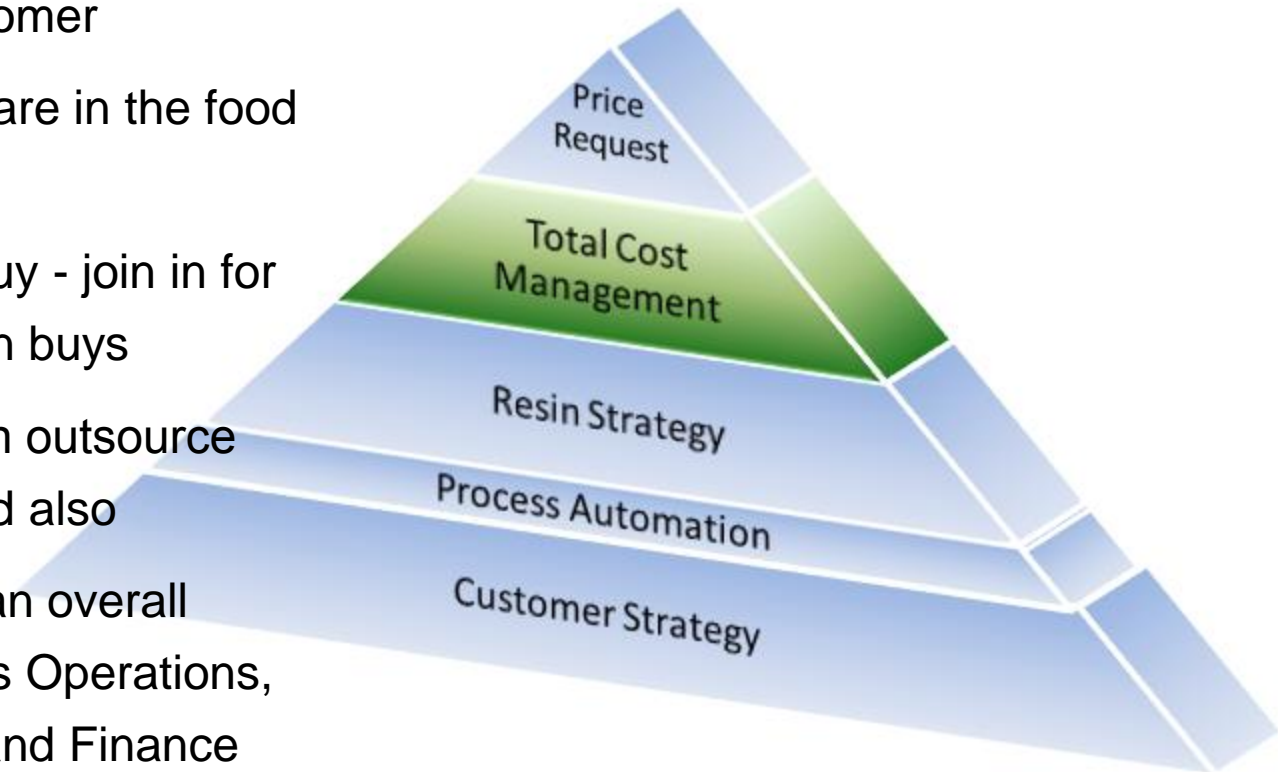 omer
are in the food
uy - join in for
n buys
n outsource
d also
an overall
s Operations,
and Finance
Price
Request
Total Cost
Management
Resin Strategy
Process Automation
Customer Strategy